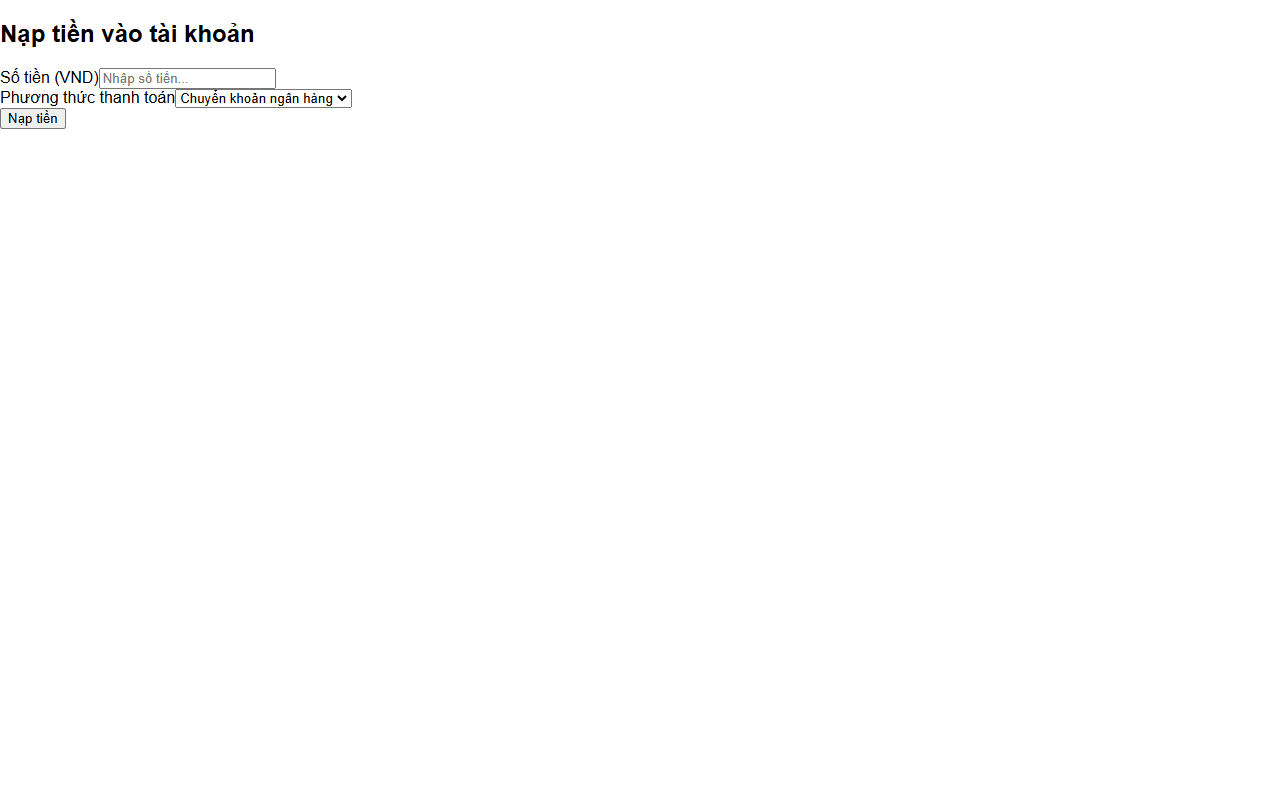 Nạp tiền vào tài khoản
Số tiền (VND) Nhập số tiền...
Phương thức thanh toán Chuyển khoản ngân hàng
Nạp tiền